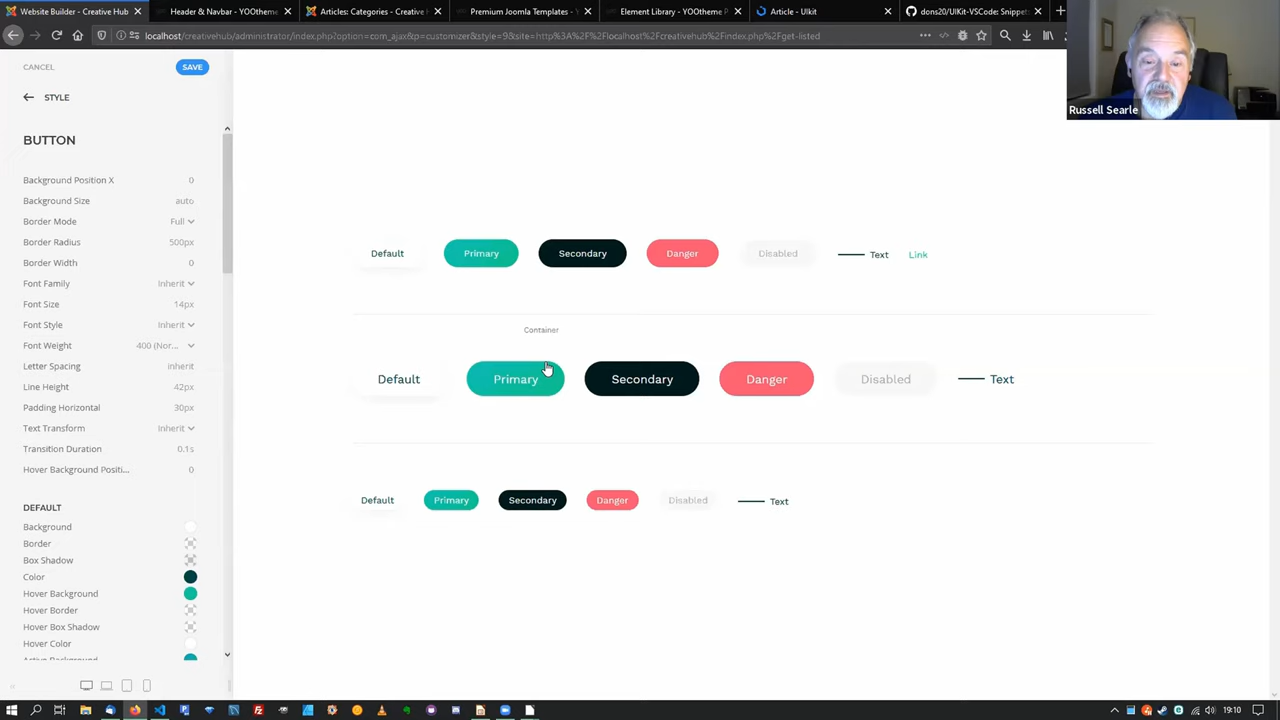 Website Builder - Creative Hub
Header & Navbar - YOOtheme
Articles: Categories - Creative H
Premium Joomla Templates - Y
Element Library - YOOtheme P
Article - UIkit
dons20/UIKit-VSCode: Snippets
localhost/creativehub/administrator/index.php?option=com_ajax&p=customizer&style=9&site=http%3A%2F%2Flocalhost%2Fcreativehub%2Findex.php%2Fget-listed
Russell Searle
CANCEL
SAVE
STYLE
BUTTON
Background Position X 0
Background Size auto
Border Mode Full
Border Radius 500px
Border Width 0
Font Family Inherit
Font Size 14px
Font Style Inherit
Font Weight 400 (Nor...
Letter Spacing inherit
Line Height 42px
Padding Horizontal 30px
Text Transform Inherit
Transition Duration 0.1s
Hover Background Positi... 0
DEFAULT
Background
Border
Box Shadow
Color
Hover Background
Hover Border
Hover Box Shadow
Hover Color
Active Background
Default Primary Secondary Danger Disabled Text Link
Container
Default Primary Secondary Danger Disabled Text
Default Primary Secondary Danger Disabled Text
19:10